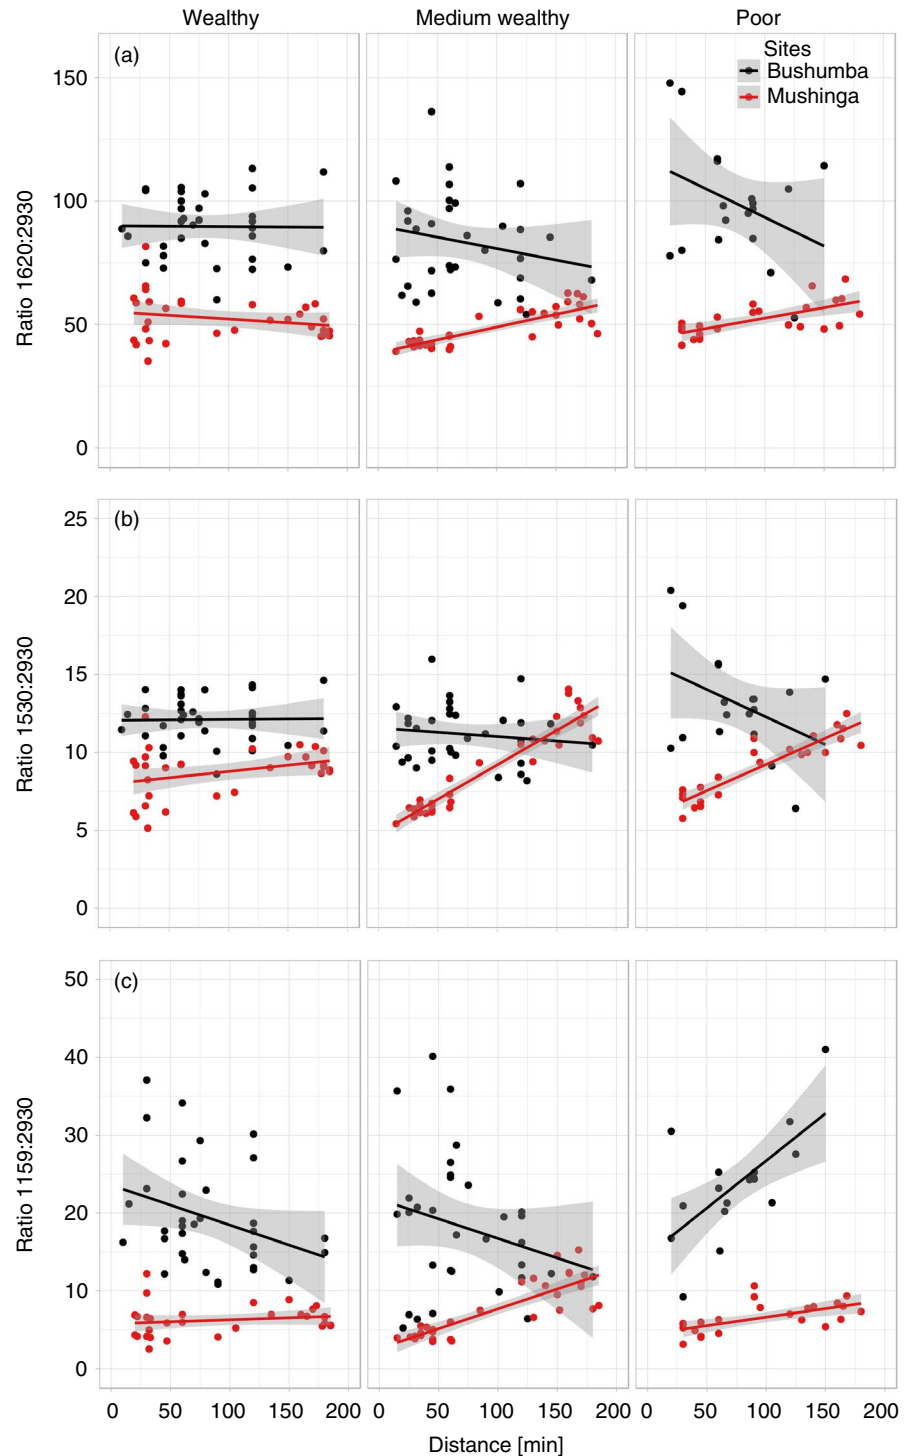 Wealthy Medium wealthy Poor
(a)
Sites
Bushumba
Mushinga
Ratio 1620:2930
150
100
50
0
(b)
Ratio 1530:2930
25
20
15
10
5
0
(c)
Ratio 1159:2930
50
40
30
20
10
0
0 50 100 150 200 0 50 100 150 200 0 50 100 150 200
Distance [min]